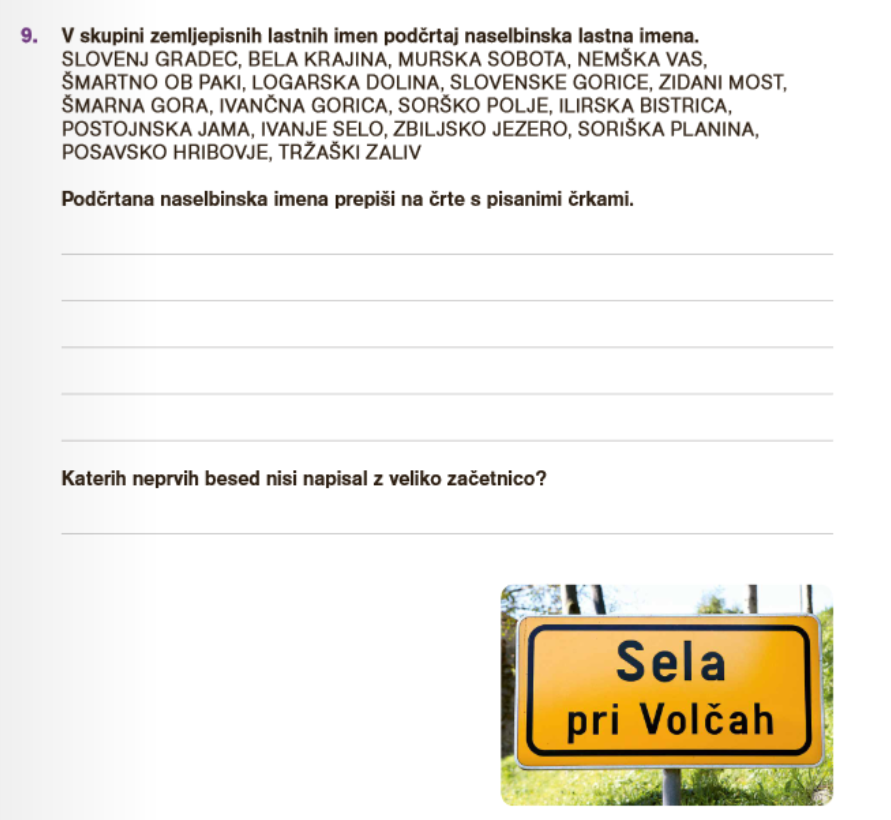 9. V skupini zemljepisnih lastnih imen podčrtaj naselbinska lastna imena.
SLOVENJ GRADEC, BELA KRAJINA, MURSKA SOBOTA, NEMŠKA VAS,
ŠMARTNO OB PAKI, LOGARSKA DOLINA, SLOVENSKE GORICE, ZIDANI MOST,
ŠMARNA GORA, IVANČNA GORICA, SORŠKO POLJE, ILIRSKA BISTRICA,
POSTOJNSKA JAMA, IVANJE SELO, ZBILJSKO JEZERO, SORIŠKA PLANINA,
POSAVSKO HRIBOVJE, TRŽAŠKI ZALIV
Podčrtana naselbinska imena prepiši na črte s pisanimi črkami.
Katerih neprvih besed nisi napisal z veliko začetnico?
Sela
pri Volčah